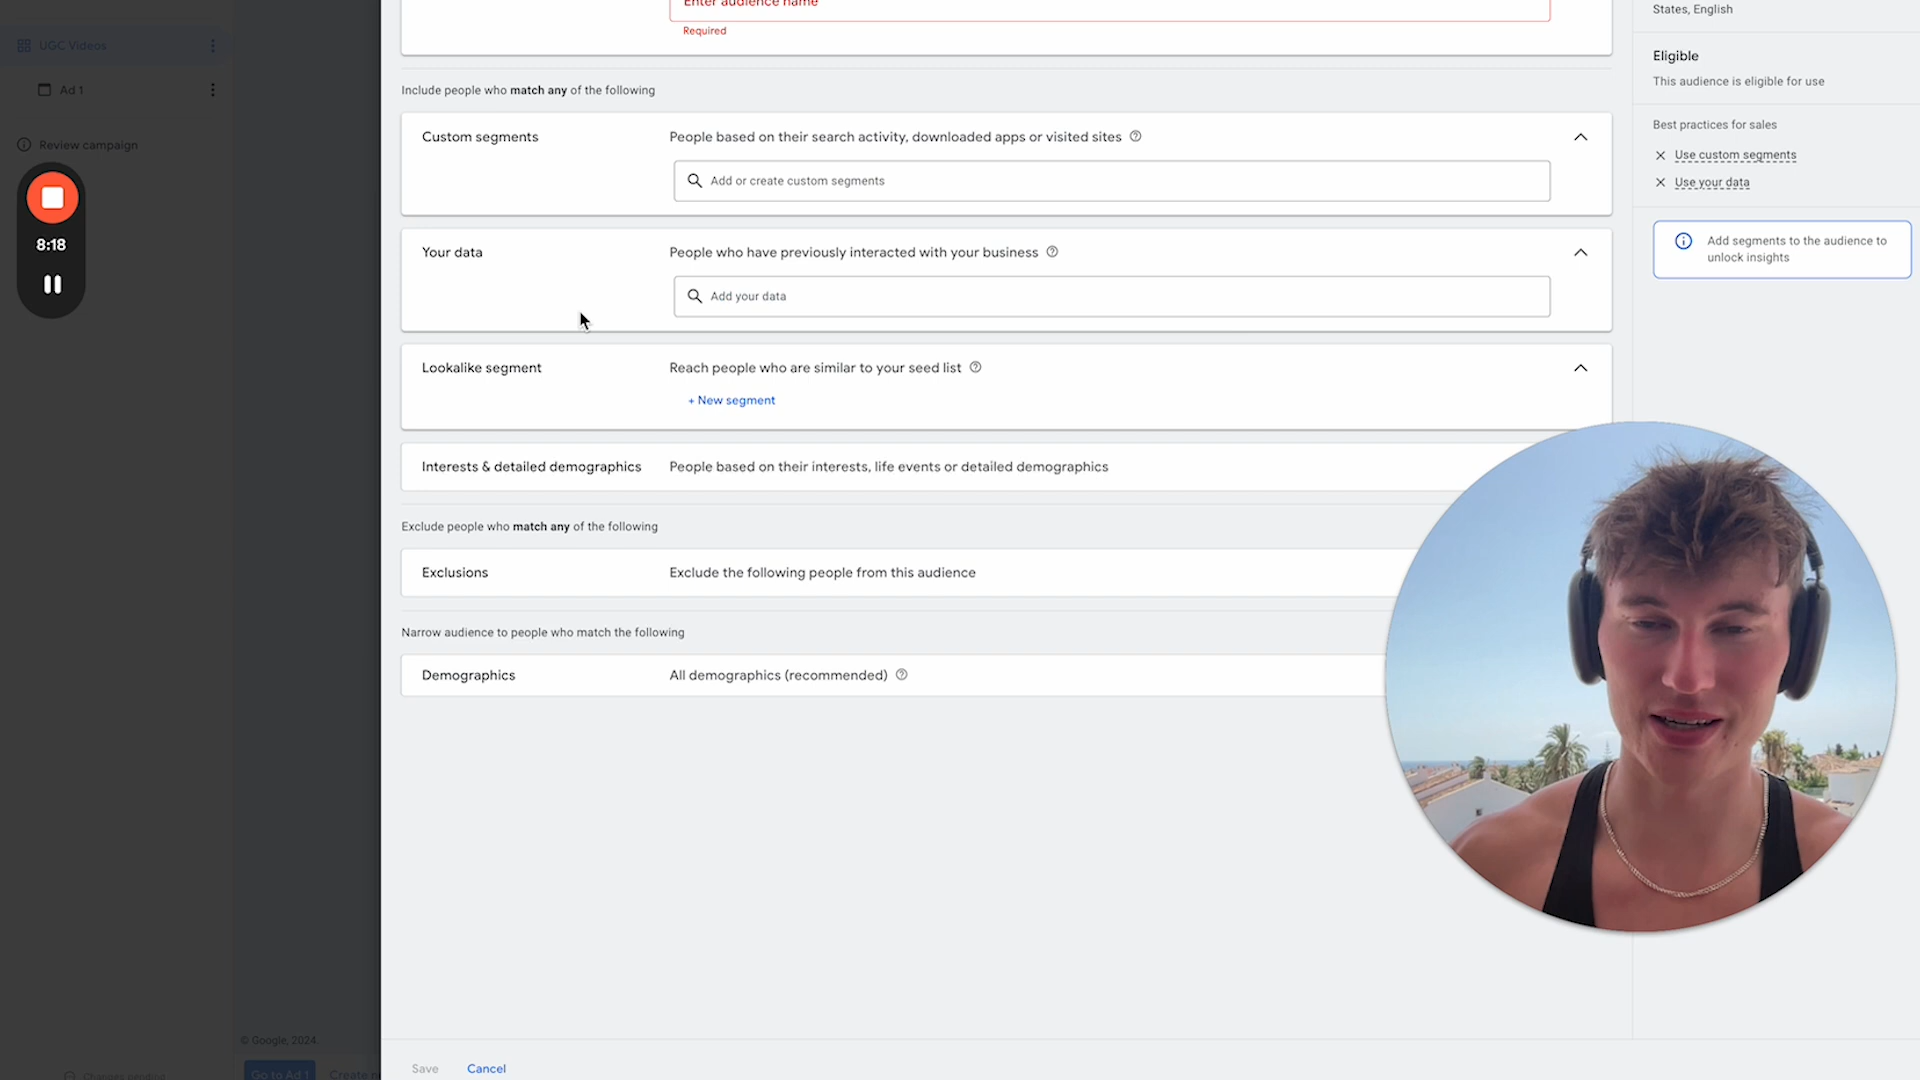 Enter audience name
States, English
Required
UGC Videos
Eligible
This audience is eligible for use
Ad 1
Include people who match any of the following
Best practices for sales
Custom segments
People based on their search activity, downloaded apps or visited sites
Review campaign
Use custom segments
Add or create custom segments
Use your data
8:18
Your data
People who have previously interacted with your business
Add segments to the audience to
unlock insights
Add your data
Lookalike segment
Reach people who are similar to your seed list
+ New segment
Interests & detailed demographics
People based on their interests, life events or detailed demographics
Exclude people who match any of the following
Exclusions
Exclude the following people from this audience
Narrow audience to people who match the following
Demographics
All demographics (recommended)
© Google, 2024.
Save
Cancel
Go to Ad 1
Create
Changes pending